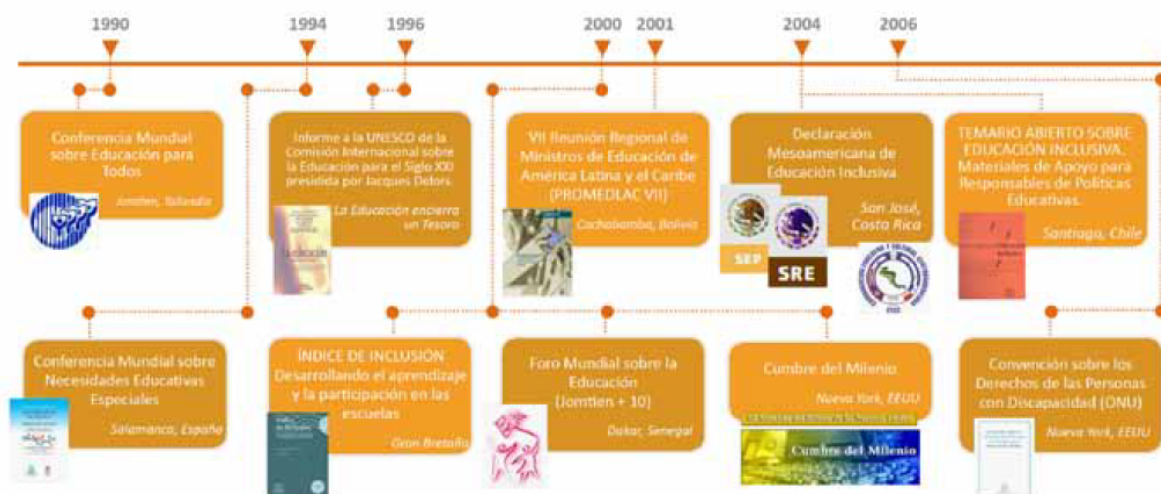 1990
1994
1996
2000
2001
2004
2006
Conferencia Mundial
sobre Educación para
Todos
Jomtien, Tailandia
Informe a la UNESCO de la
Comisión Internacional sobre
la Educación para el Siglo XXI
presidida por Jacques Delors.
La Educación encierra
un Tesoro
VII Reunión Regional de
Ministros de Educación de
América Latina y el Caribe
(PROMEDLAC VII)
Cochabamba, Bolivia
Declaración
Mesoamericana de
Educación Inclusiva
San José,
Costa Rica
SEP
SRE
TEMARIO ABIERTO SOBRE
EDUCACIÓN INCLUSIVA.
Materiales de Apoyo para
Responsables de Políticas
Educativas.
Santiago, Chile
Conferencia Mundial sobre
Necesidades Educativas
Especiales
Salamanca, España
ÍNDICE DE INCLUSIÓN
Desarrollando el aprendizaje
y la participación en las
escuelas
Gran Bretaña
Foro Mundial sobre la
Educación
(Jomtien + 10)
Dakar, Senegal
Cumbre del Milenio
Nueva York, EEUU
Cumbre del Milenio
Convención sobre los
Derechos de las Personas
con Discapacidad (ONU)
Nueva York, EEUU